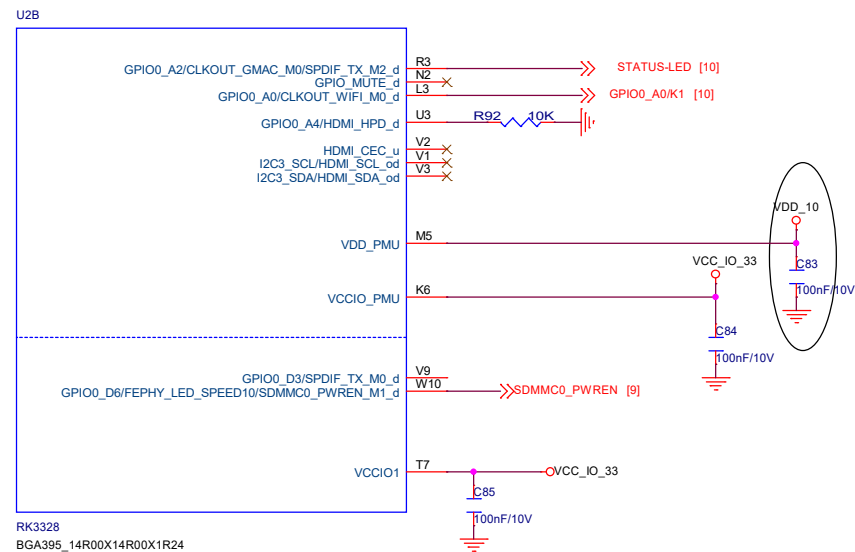 U2B
GPIO0_A2/CLKOUT_GMAC_M0/SPDIF_TX_M2_d R3 STATUS-LED [10]
GPIO_MUTE_d N2
GPIO0_A0/CLKOUT_WIFI_M0_d L3 GPIO0_A0/K1 [10]
GPIO0_A4/HDMI_HPD_d U3 R92 10K
HDMI_CEC_u V2
I2C3_SCL/HDMI_SCL_od V1
I2C3_SDA/HDMI_SDA_od V3
VDD_10
VDD_PMU M5
VCC_IO_33
C83
100nF/10V
VCCIO_PMU K6
C84
100nF/10V
GPIO0_D3/SPDIF_TX_M0_d V9
GPIO0_D6/FEPHY_LED_SPEED10/SDMMC0_PWREN_M1_d W10 SDMMC0_PWREN [9]
VCCIO1 T7 VCC_IO_33
C85
100nF/10V
RK3328
BGA395_14R00X14R00X1R24